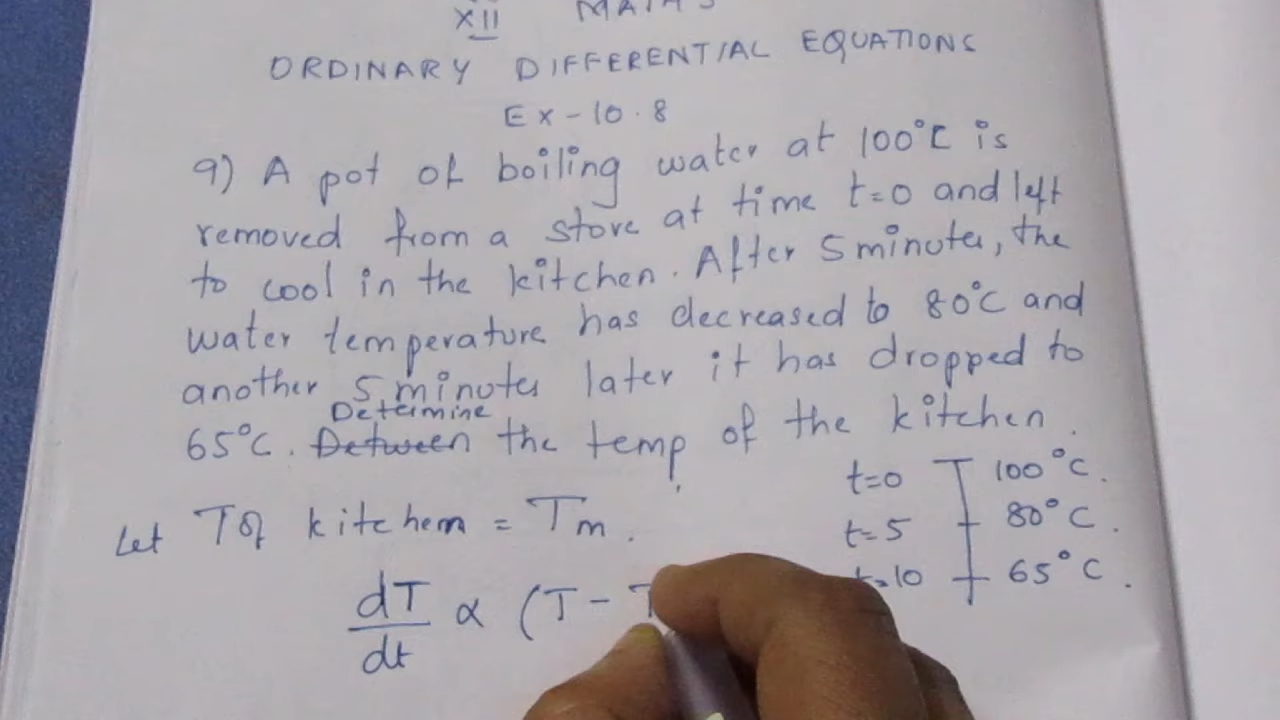 XII MATHS
ORDINARY DIFFERENTIAL EQUATIONS
Ex - 10.8
9) A pot of boiling water at 100°C is
removed from a stove at time t=0 and left
to cool in the kitchen. After 5 minutes, the
water temperature has decreased to 80°C and
another 5 minutes later it has dropped to
Determine
65°C. Between the temp of the kitchen.
t=0 100°C.
Let T of kitchem = Tm.
t=5 80°C.
t=10 65°C.
dT/dt ∝ (T - T